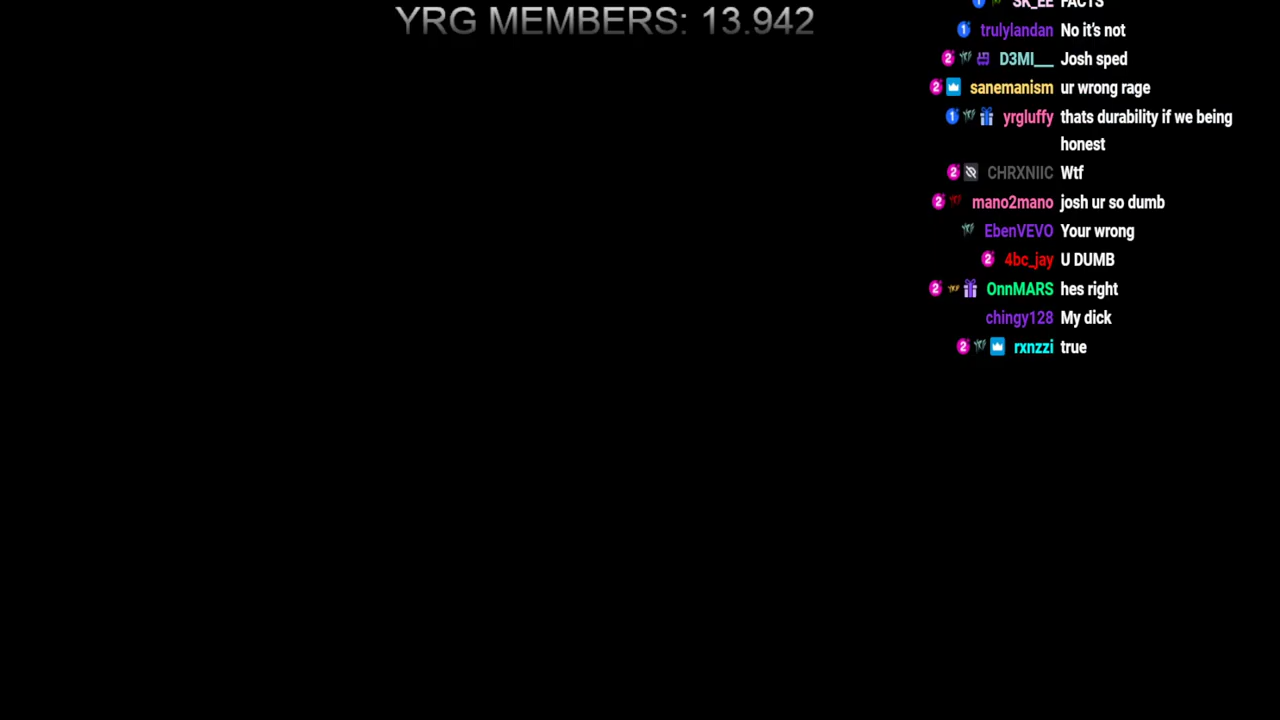 YRG MEMBERS: 13.942
SK_EE FACTS
trulylandan No it's not
D3MI__ Josh sped
sanemanism ur wrong rage
yrgluffy thats durability if we being
honest
CHRXNIIC Wtf
mano2mano josh ur so dumb
EbenVEVO Your wrong
4bc_jay U DUMB
OnnMARS hes right
chingy128 My dick
rxnzzi true